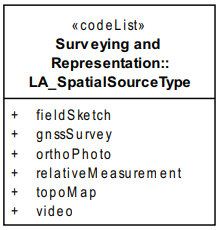 «codeList»
Surveying and
Representation::
LA_SpatialSourceType
+ fieldSketch
+ gnssSurvey
+ orthoPhoto
+ relativeMeasurement
+ topoMap
+ video